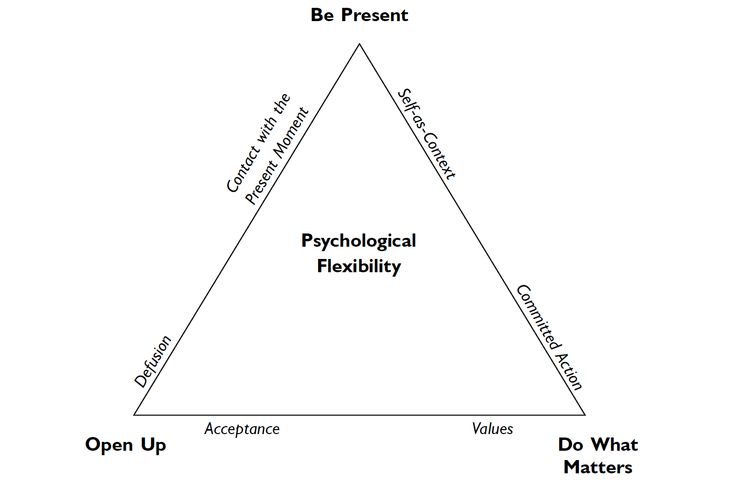 Be Present
Contact with the
Present Moment
Self-as-Context
Psychological
Flexibility
Defusion
Committed Action
Acceptance
Values
Open Up
Do What
Matters